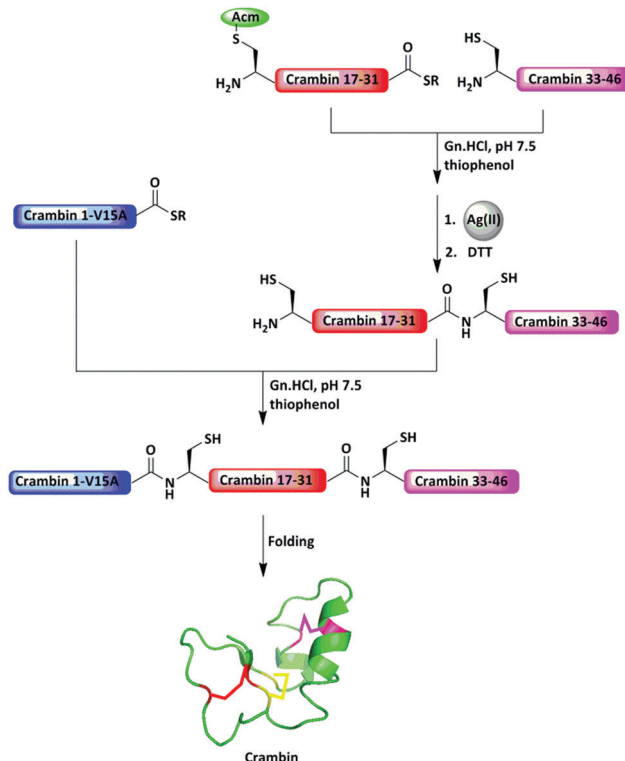 Acm
S
O
HS
H₂N
Crambin 17-31
SR
H₂N
Crambin 33-46
Gn.HCl, pH 7.5
thiophenol
O
1.
Ag(II)
Crambin 1-V15A
SR
2.
DTT
HS
O
SH
H₂N
Crambin 17-31
N
H
Crambin 33-46
Gn.HCl, pH 7.5
thiophenol
O
SH
O
SH
Crambin 1-V15A
N
H
Crambin 17-31
N
H
Crambin 33-46
Folding
Crambin